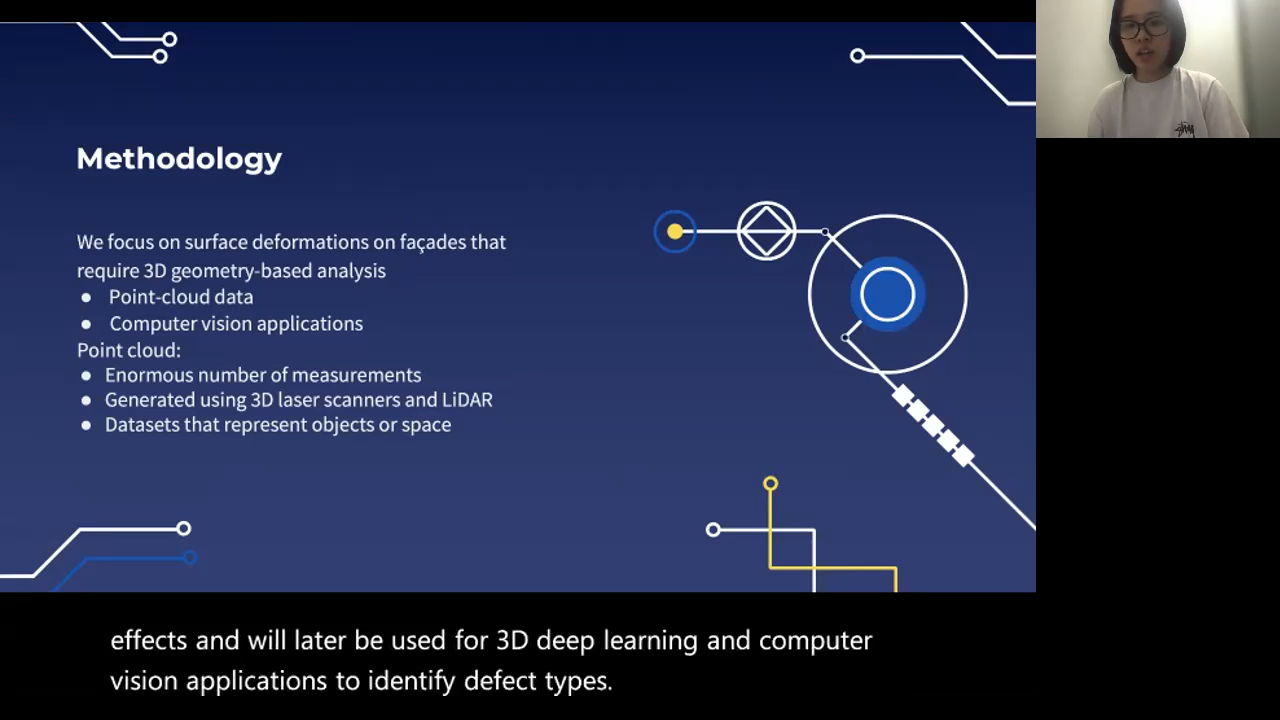 Methodology
We focus on surface deformations on façades that
require 3D geometry-based analysis
● Point-cloud data
● Computer vision applications
Point cloud:
● Enormous number of measurements
● Generated using 3D laser scanners and LiDAR
● Datasets that represent objects or space
effects and will later be used for 3D deep learning and computer
vision applications to identify defect types.